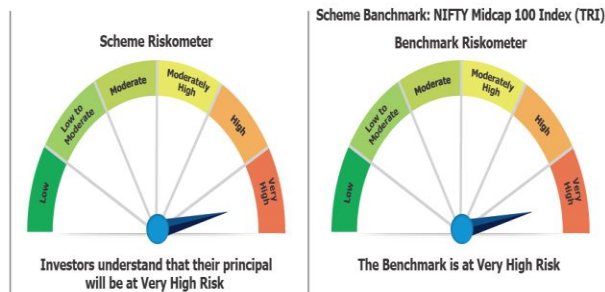 Scheme Riskometer
Low
Low to
Moderate
Moderate
Moderately
High
High
Very
High
Investors understand that their principal
will be at Very High Risk
Scheme Banchmark: NIFTY Midcap 100 Index (TRI)
Benchmark Riskometer
Low
Low to
Moderate
Moderate
Moderately
High
High
Very
High
The Benchmark is at Very High Risk